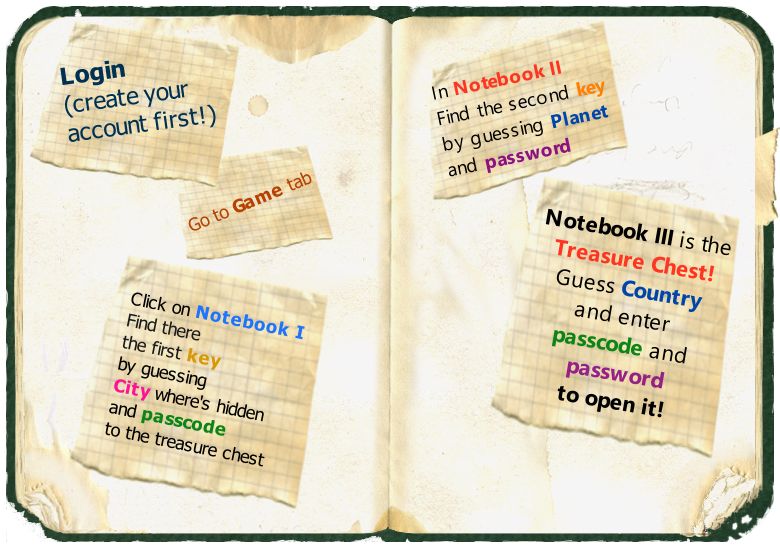 Login
(create your
account first!)
Go to Game tab
Click on Notebook I
Find there
the first key
by guessing
City where's hidden
and passcode
to the treasure chest
In Notebook II
Find the second key
by guessing Planet
and password
Notebook III is the
Treasure Chest!
Guess Country
and enter
passcode and
password
to open it!